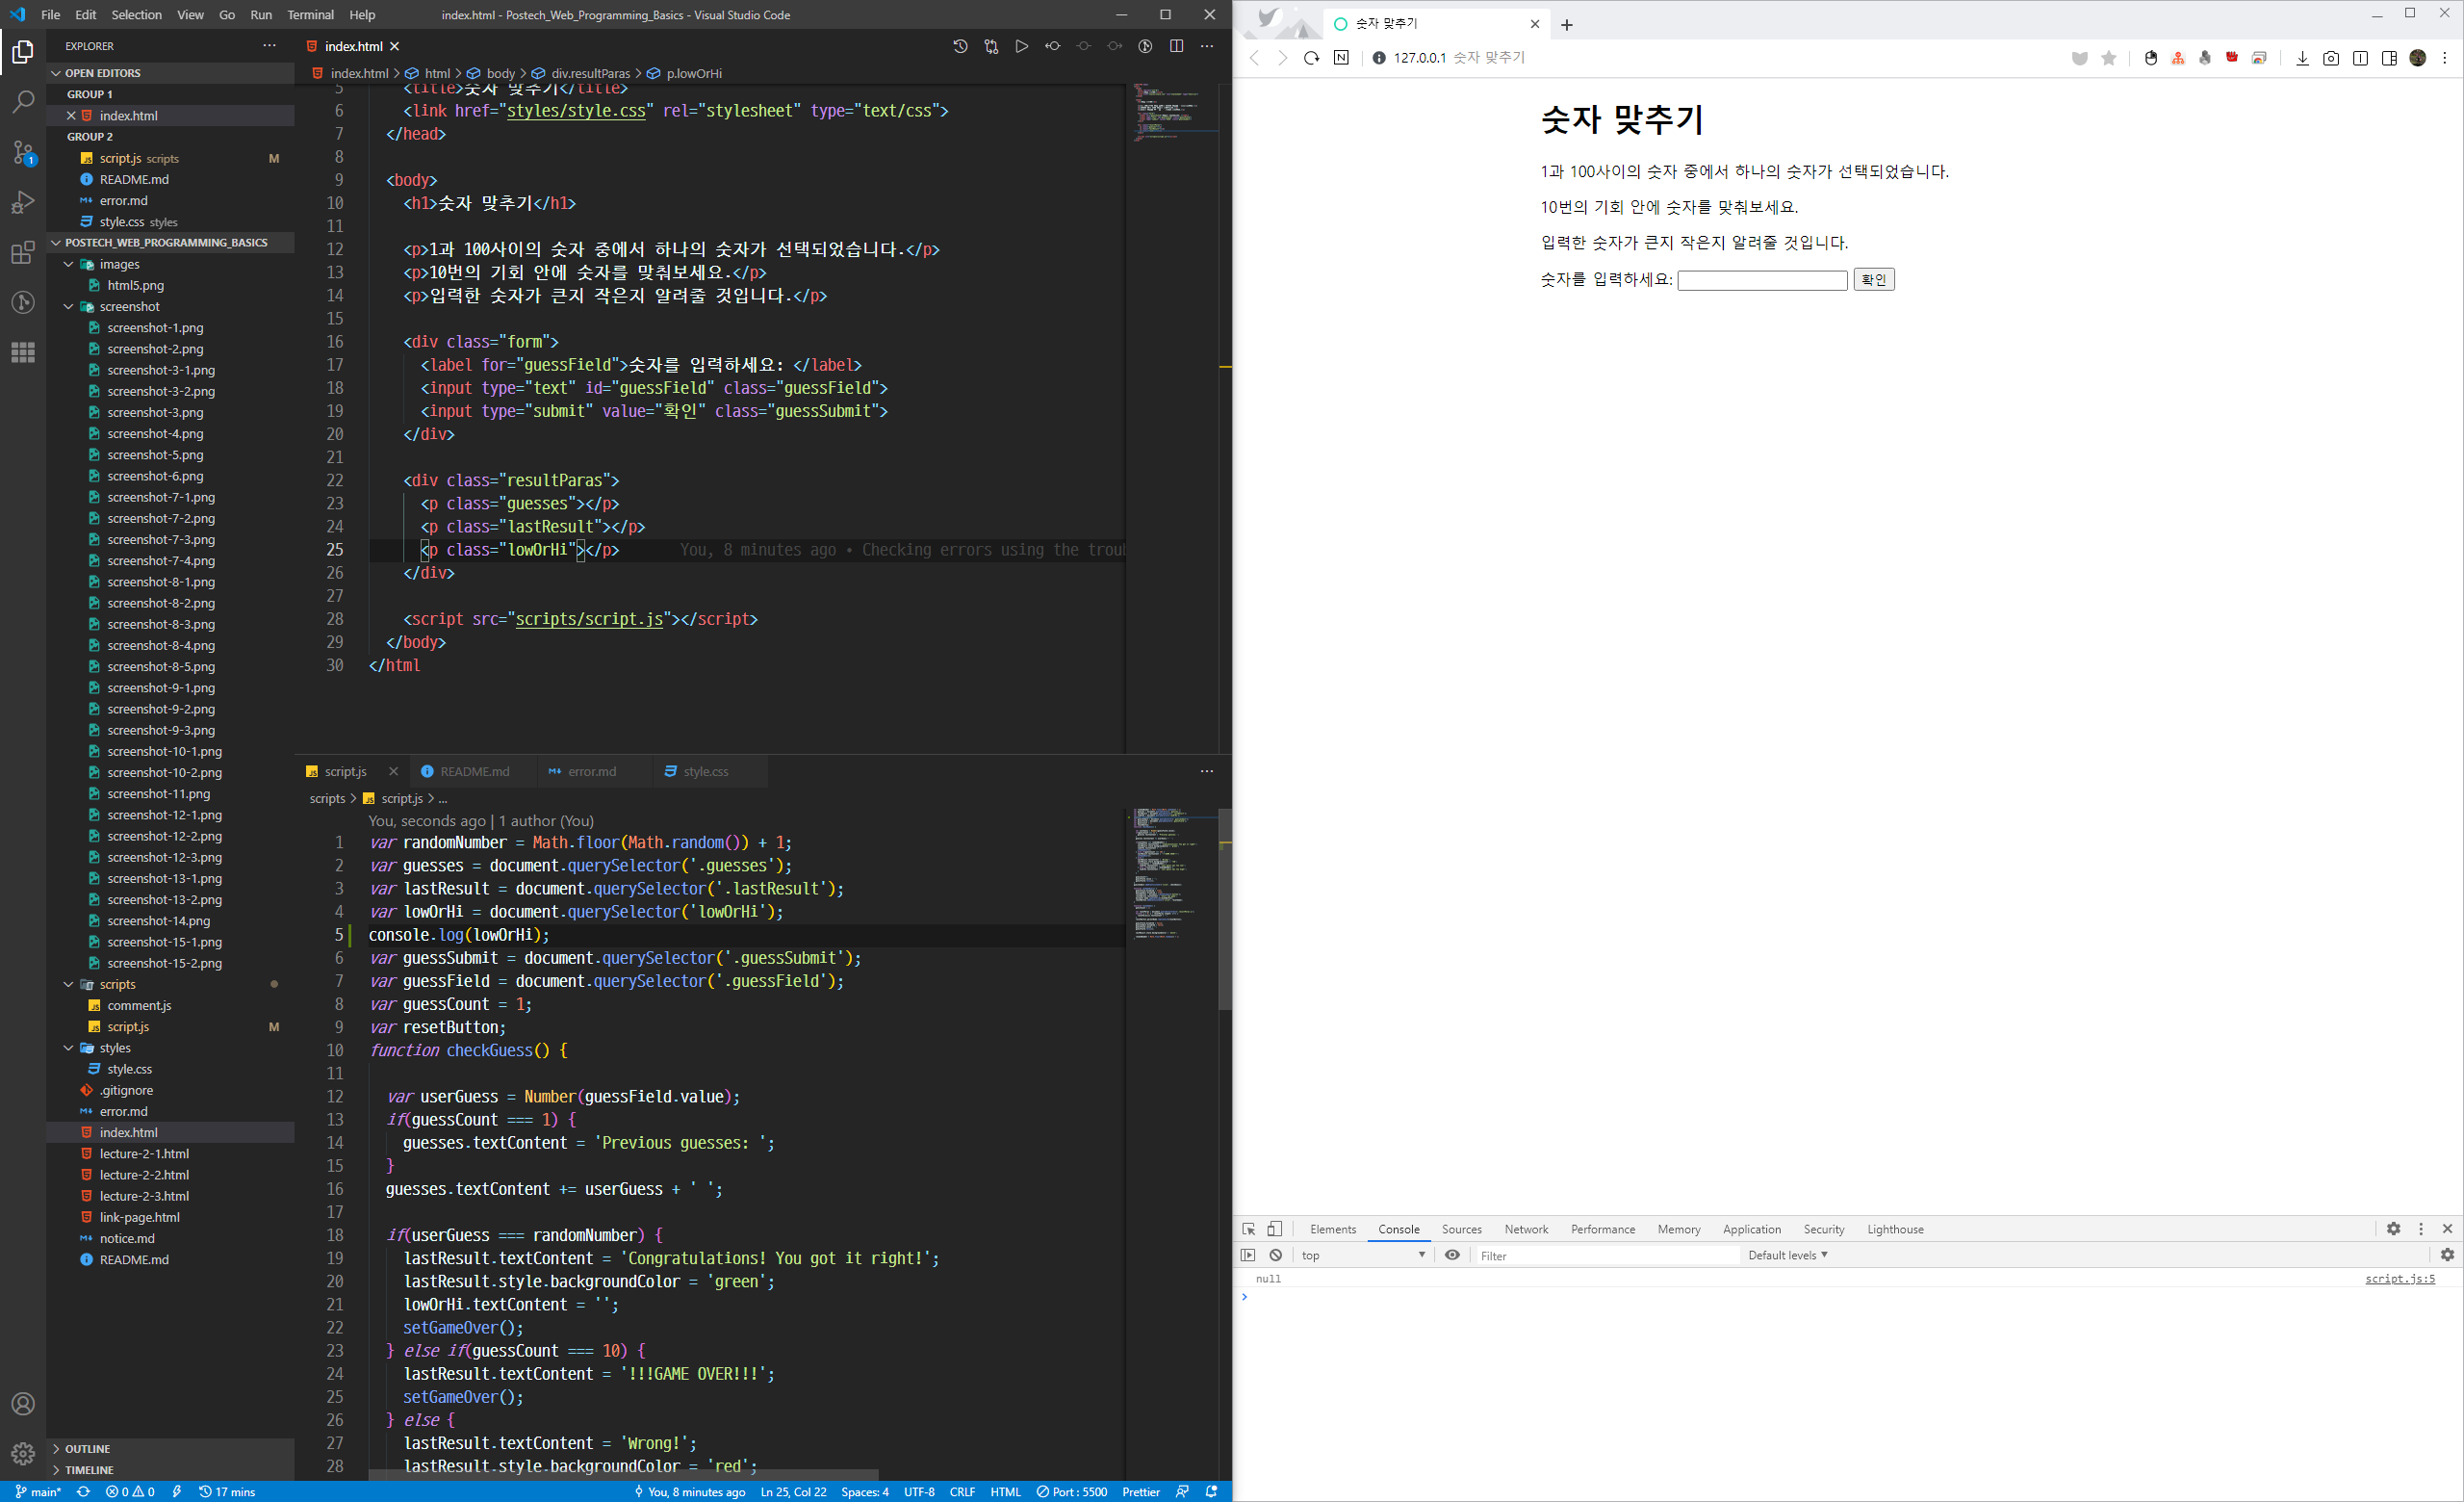 File Edit Selection View Go Run Terminal Help
index.html - Postech_Web_Programming_Basics - Visual Studio Code
EXPLORER
OPEN EDITORS
GROUP 1
index.html
GROUP 2
script.js scripts M
README.md
error.md
style.css styles
POSTECH_WEB_PROGRAMMING_BASICS
images
html5.png
screenshot
screenshot-1.png
screenshot-2.png
screenshot-3-1.png
screenshot-3-2.png
screenshot-3.png
screenshot-4.png
screenshot-5.png
screenshot-6.png
screenshot-7-1.png
screenshot-7-2.png
screenshot-7-3.png
screenshot-7-4.png
screenshot-8-1.png
screenshot-8-2.png
screenshot-8-3.png
screenshot-8-4.png
screenshot-8-5.png
screenshot-9-1.png
screenshot-9-2.png
screenshot-9-3.png
screenshot-10-1.png
screenshot-10-2.png
screenshot-11.png
screenshot-12-1.png
screenshot-12-2.png
screenshot-12-3.png
screenshot-13-1.png
screenshot-13-2.png
screenshot-14.png
screenshot-15-1.png
screenshot-15-2.png
scripts
comment.js
script.js M
styles
style.css
.gitignore
error.md
index.html
lecture-2-1.html
lecture-2-2.html
lecture-2-3.html
link-page.html
notice.md
README.md
OUTLINE
TIMELINE
index.html
index.html > html > body > div.resultParas > p.lowOrHi
5 <title>숫자 맞추기</title>
6 <link href="styles/style.css" rel="stylesheet" type="text/css">
7 </head>
8
9 <body>
10 <h1>숫자 맞추기</h1>
11
12 <p>1과 100사이의 숫자 중에서 하나의 숫자가 선택되었습니다.</p>
13 <p>10번의 기회 안에 숫자를 맞춰보세요.</p>
14 <p>입력한 숫자가 큰지 작은지 알려줄 것입니다.</p>
15
16 <div class="form">
17 <label for="guessField">숫자를 입력하세요: </label>
18 <input type="text" id="guessField" class="guessField">
19 <input type="submit" value="확인" class="guessSubmit">
20 </div>
21
22 <div class="resultParas">
23 <p class="guesses"></p>
24 <p class="lastResult"></p>
25 <p class="lowOrHi"></p> You, 8 minutes ago • Checking errors using the trou
26 </div>
27
28 <script src="scripts/script.js"></script>
29 </body>
30 </html
script.js README.md error.md style.css
scripts > script.js > ...
You, seconds ago | 1 author (You)
1 var randomNumber = Math.floor(Math.random()) + 1;
2 var guesses = document.querySelector('.guesses');
3 var lastResult = document.querySelector('.lastResult');
4 var lowOrHi = document.querySelector('lowOrHi');
5 console.log(lowOrHi);
6 var guessSubmit = document.querySelector('.guessSubmit');
7 var guessField = document.querySelector('.guessField');
8 var guessCount = 1;
9 var resetButton;
10 function checkGuess() {
11
12 var userGuess = Number(guessField.value);
13 if(guessCount === 1) {
14 guesses.textContent = 'Previous guesses: ';
15 }
16 guesses.textContent += userGuess + ' ';
17
18 if(userGuess === randomNumber) {
19 lastResult.textContent = 'Congratulations! You got it right!';
20 lastResult.style.backgroundColor = 'green';
21 lowOrHi.textContent = '';
22 setGameOver();
23 } else if(guessCount === 10) {
24 lastResult.textContent = '!!!GAME OVER!!!';
25 setGameOver();
26 } else {
27 lastResult.textContent = 'Wrong!';
28 lastResult.style.backgroundColor = 'red';
1
main* 0 0 17 mins You, 8 minutes ago Ln 25, Col 22 Spaces: 4 UTF-8 CRLF HTML Port : 5500 Prettier
숫자 맞추기
127.0.0.1 숫자 맞추기
숫자 맞추기
1과 100사이의 숫자 중에서 하나의 숫자가 선택되었습니다.
10번의 기회 안에 숫자를 맞춰보세요.
입력한 숫자가 큰지 작은지 알려줄 것입니다.
숫자를 입력하세요: 확인
Elements Console Sources Network Performance Memory Application Security Lighthouse
top Filter Default levels
null script.js:5